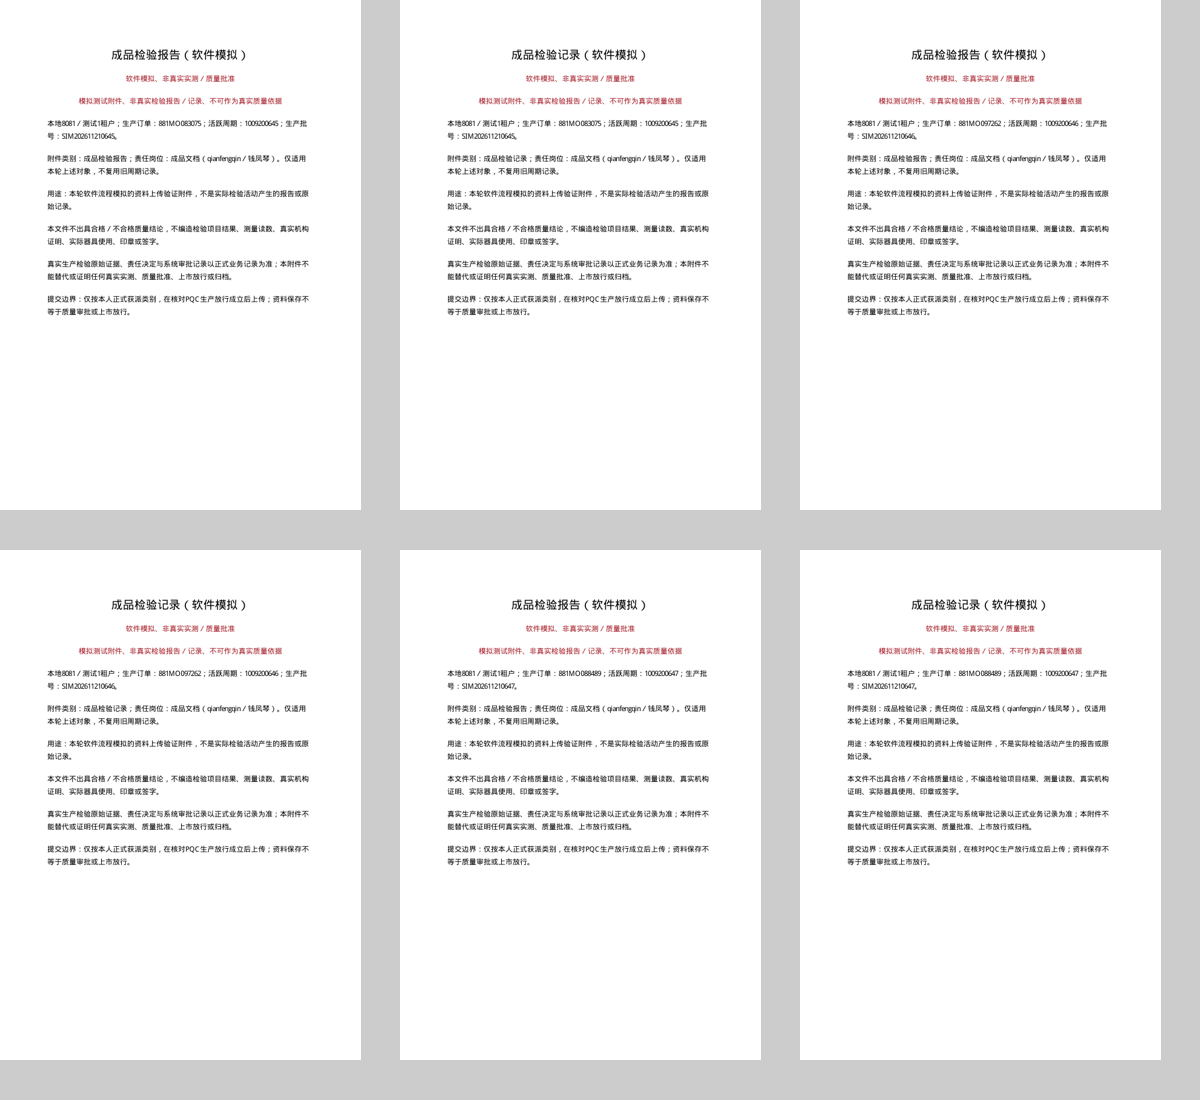 成品检验报告（软件模拟）
软件模拟、非真实实测 / 质量批准
模拟测试附件、非真实检验报告 / 记录、不可作为真实质量依据
本地8081 / 测试1租户；生产订单：881MO083075；活跃周期：1009200645；生产批
号：SIM202611210645。
附件类别：成品检验报告；责任岗位：成品文档（qianfengqin / 钱凤琴）。仅适用
本轮上述对象，不复用旧周期记录。
用途：本轮软件流程模拟的资料上传验证附件，不是实际检验活动产生的报告或原
始记录。
本文件不出具合格 / 不合格质量结论，不编造检验项目结果、测量读数、真实机构
证明、实际器具使用、印章或签字。
真实生产检验原始证据、责任决定与系统审批记录以正式业务记录为准；本附件不
能替代或证明任何真实实测、质量批准、上市放行或归档。
提交边界：仅按本人正式获派类别，在核对PQC生产放行成立后上传；资料保存不
等于质量审批或上市放行。
成品检验记录（软件模拟）
软件模拟、非真实实测 / 质量批准
模拟测试附件、非真实检验报告 / 记录、不可作为真实质量依据
本地8081 / 测试1租户；生产订单：881MO083075；活跃周期：1009200645；生产批
号：SIM202611210645。
附件类别：成品检验记录；责任岗位：成品文档（qianfengqin / 钱凤琴）。仅适用
本轮上述对象，不复用旧周期记录。
用途：本轮软件流程模拟的资料上传验证附件，不是实际检验活动产生的报告或原
始记录。
本文件不出具合格 / 不合格质量结论，不编造检验项目结果、测量读数、真实机构
证明、实际器具使用、印章或签字。
真实生产检验原始证据、责任决定与系统审批记录以正式业务记录为准；本附件不
能替代或证明任何真实实测、质量批准、上市放行或归档。
提交边界：仅按本人正式获派类别，在核对PQC生产放行成立后上传；资料保存不
等于质量审批或上市放行。
成品检验报告（软件模拟）
软件模拟、非真实实测 / 质量批准
模拟测试附件、非真实检验报告 / 记录、不可作为真实质量依据
本地8081 / 测试1租户；生产订单：881MO097262；活跃周期：1009200646；生产批
号：SIM202611210646。
附件类别：成品检验报告；责任岗位：成品文档（qianfengqin / 钱凤琴）。仅适用
本轮上述对象，不复用旧周期记录。
用途：本轮软件流程模拟的资料上传验证附件，不是实际检验活动产生的报告或原
始记录。
本文件不出具合格 / 不合格质量结论，不编造检验项目结果、测量读数、真实机构
证明、实际器具使用、印章或签字。
真实生产检验原始证据、责任决定与系统审批记录以正式业务记录为准；本附件不
能替代或证明任何真实实测、质量批准、上市放行或归档。
提交边界：仅按本人正式获派类别，在核对PQC生产放行成立后上传；资料保存不
等于质量审批或上市放行。
成品检验记录（软件模拟）
软件模拟、非真实实测 / 质量批准
模拟测试附件、非真实检验报告 / 记录、不可作为真实质量依据
本地8081 / 测试1租户；生产订单：881MO097262；活跃周期：1009200646；生产批
号：SIM202611210646。
附件类别：成品检验记录；责任岗位：成品文档（qianfengqin / 钱凤琴）。仅适用
本轮上述对象，不复用旧周期记录。
用途：本轮软件流程模拟的资料上传验证附件，不是实际检验活动产生的报告或原
始记录。
本文件不出具合格 / 不合格质量结论，不编造检验项目结果、测量读数、真实机构
证明、实际器具使用、印章或签字。
真实生产检验原始证据、责任决定与系统审批记录以正式业务记录为准；本附件不
能替代或证明任何真实实测、质量批准、上市放行或归档。
提交边界：仅按本人正式获派类别，在核对PQC生产放行成立后上传；资料保存不
等于质量审批或上市放行。
成品检验报告（软件模拟）
软件模拟、非真实实测 / 质量批准
模拟测试附件、非真实检验报告 / 记录、不可作为真实质量依据
本地8081 / 测试1租户；生产订单：881MO088489；活跃周期：1009200647；生产批
号：SIM202611210647。
附件类别：成品检验报告；责任岗位：成品文档（qianfengqin / 钱凤琴）。仅适用
本轮上述对象，不复用旧周期记录。
用途：本轮软件流程模拟的资料上传验证附件，不是实际检验活动产生的报告或原
始记录。
本文件不出具合格 / 不合格质量结论，不编造检验项目结果、测量读数、真实机构
证明、实际器具使用、印章或签字。
真实生产检验原始证据、责任决定与系统审批记录以正式业务记录为准；本附件不
能替代或证明任何真实实测、质量批准、上市放行或归档。
提交边界：仅按本人正式获派类别，在核对PQC生产放行成立后上传；资料保存不
等于质量审批或上市放行。
成品检验记录（软件模拟）
软件模拟、非真实实测 / 质量批准
模拟测试附件、非真实检验报告 / 记录、不可作为真实质量依据
本地8081 / 测试1租户；生产订单：881MO088489；活跃周期：1009200647；生产批
号：SIM202611210647。
附件类别：成品检验记录；责任岗位：成品文档（qianfengqin / 钱凤琴）。仅适用
本轮上述对象，不复用旧周期记录。
用途：本轮软件流程模拟的资料上传验证附件，不是实际检验活动产生的报告或原
始记录。
本文件不出具合格 / 不合格质量结论，不编造检验项目结果、测量读数、真实机构
证明、实际器具使用、印章或签字。
真实生产检验原始证据、责任决定与系统审批记录以正式业务记录为准；本附件不
能替代或证明任何真实实测、质量批准、上市放行或归档。
提交边界：仅按本人正式获派类别，在核对PQC生产放行成立后上传；资料保存不
等于质量审批或上市放行。